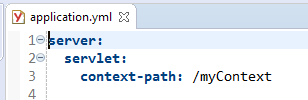 application.yml
1 server:
2 servlet:
3 context-path: /myContext